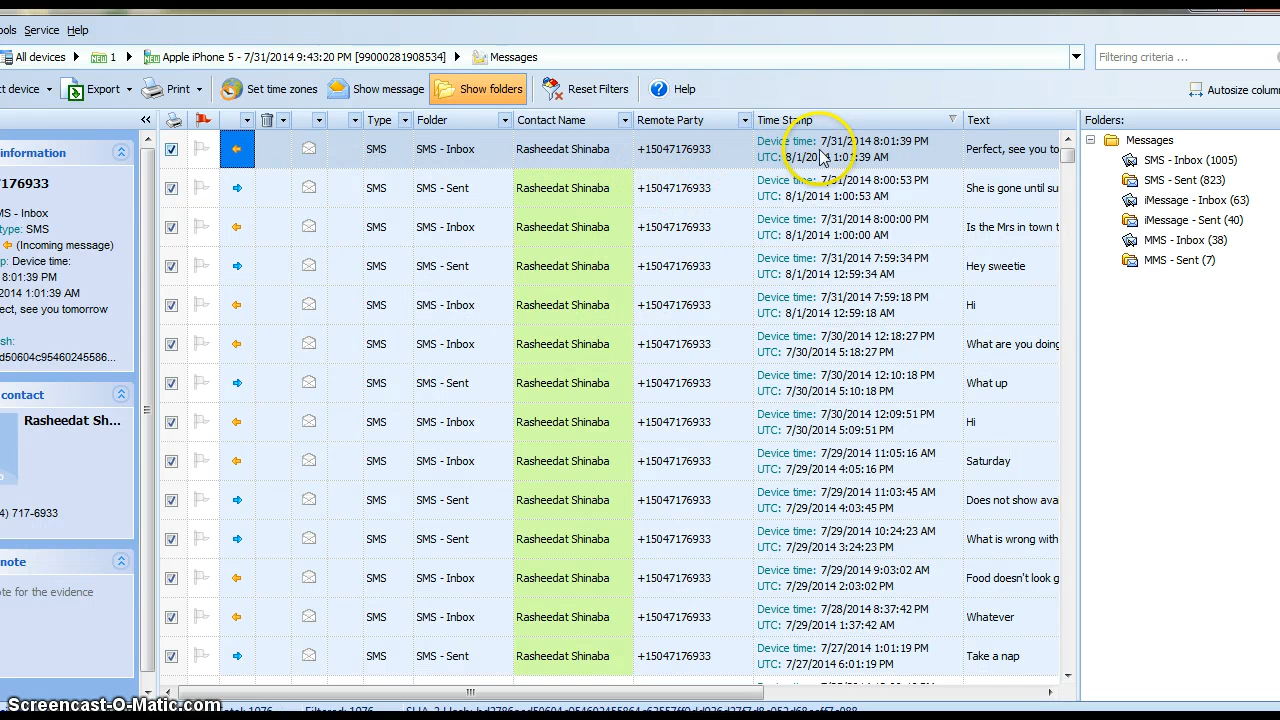 ols Service Help
All devices 1 Apple iPhone 5 - 7/31/2014 9:43:20 PM [99000281908534] Messages Filtering criteria ...
ct device Export Print Set time zones Show message Show folders Reset Filters Help Autosize colum
Type Folder Contact Name Remote Party Time Stamp Text
SMS SMS - Inbox Rasheedat Shinaba +15047176933 Device time: 7/31/2014 8:01:39 PM Perfect, see you to
UTC: 8/1/2014 1:01:39 AM
SMS SMS - Sent Rasheedat Shinaba +15047176933 Device time: 7/31/2014 8:00:53 PM She is gone until su
UTC: 8/1/2014 1:00:53 AM
SMS SMS - Inbox Rasheedat Shinaba +15047176933 Device time: 7/31/2014 8:00:00 PM Is the Mrs in town t
UTC: 8/1/2014 1:00:00 AM
SMS SMS - Sent Rasheedat Shinaba +15047176933 Device time: 7/31/2014 7:59:34 PM Hey sweetie
UTC: 8/1/2014 12:59:34 AM
SMS SMS - Inbox Rasheedat Shinaba +15047176933 Device time: 7/31/2014 7:59:18 PM Hi
UTC: 8/1/2014 12:59:18 AM
SMS SMS - Inbox Rasheedat Shinaba +15047176933 Device time: 7/30/2014 12:18:27 PM What are you doing
UTC: 7/30/2014 5:18:27 PM
SMS SMS - Sent Rasheedat Shinaba +15047176933 Device time: 7/30/2014 12:10:18 PM What up
UTC: 7/30/2014 5:10:18 PM
SMS SMS - Inbox Rasheedat Shinaba +15047176933 Device time: 7/30/2014 12:09:51 PM Hi
UTC: 7/30/2014 5:09:51 PM
SMS SMS - Inbox Rasheedat Shinaba +15047176933 Device time: 7/29/2014 11:05:16 AM Saturday
UTC: 7/29/2014 4:05:16 PM
SMS SMS - Sent Rasheedat Shinaba +15047176933 Device time: 7/29/2014 11:03:45 AM Does not show ava
UTC: 7/29/2014 4:03:45 PM
SMS SMS - Sent Rasheedat Shinaba +15047176933 Device time: 7/29/2014 10:24:23 AM What is wrong with
UTC: 7/29/2014 3:24:23 PM
SMS SMS - Inbox Rasheedat Shinaba +15047176933 Device time: 7/29/2014 9:03:02 AM Food doesn't look g
UTC: 7/29/2014 2:03:02 PM
SMS SMS - Inbox Rasheedat Shinaba +15047176933 Device time: 7/28/2014 8:37:42 PM Whatever
UTC: 7/29/2014 1:37:42 AM
SMS SMS - Sent Rasheedat Shinaba +15047176933 Device time: 7/27/2014 1:01:19 PM Take a nap
UTC: 7/27/2014 6:01:19 PM
information
7176933
MS - Inbox
type: SMS
(Incoming message)
p: Device time:
8:01:39 PM
014 1:01:39 AM
fect, see you tomorrow
sh:
d50604c95460245586...
contact
Rasheedat Sh...
4) 717-6933
note
ote for the evidence
Folders:
Messages
SMS - Inbox (1005)
SMS - Sent (823)
iMessage - Inbox (63)
iMessage - Sent (40)
MMS - Inbox (38)
MMS - Sent (7)
Screencast-O-Matic.com